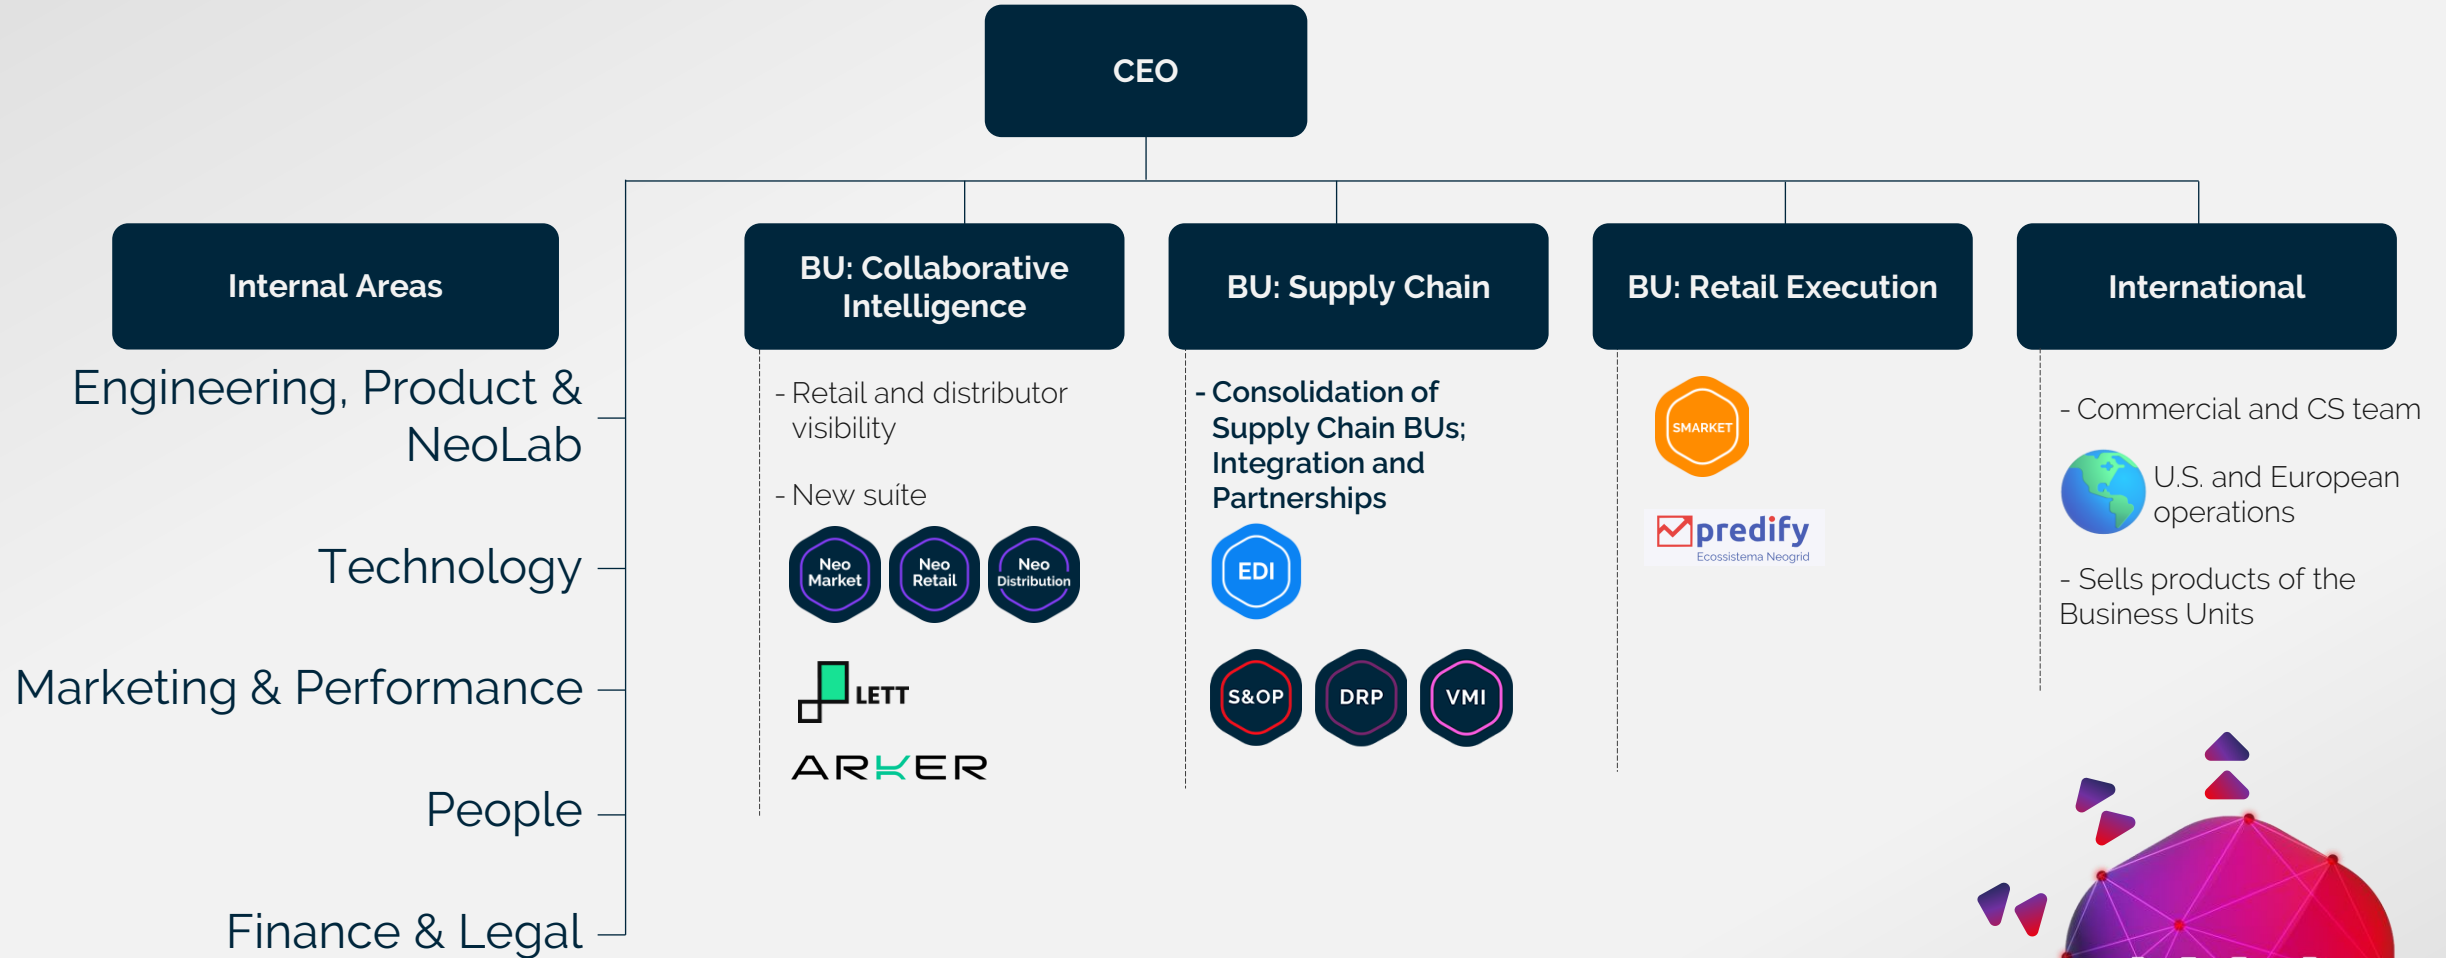 CEO
Internal Areas
Engineering, Product &
NeoLab
Technology
Marketing & Performance
People
Finance & Legal
BU: Collaborative
Intelligence
- Retail and distributor
visibility
- New suíte
Neo
Market
Neo
Retail
Neo
Distribution
LETT
ARKER
BU: Supply Chain
- Consolidation of
Supply Chain BUs;
Integration and
Partnerships
EDI
S&OP
DRP
VMI
BU: Retail Execution
SMARKET
predify
Ecossistema Neogrid
International
- Commercial and CS team
U.S. and European
operations
- Sells products of the
Business Units